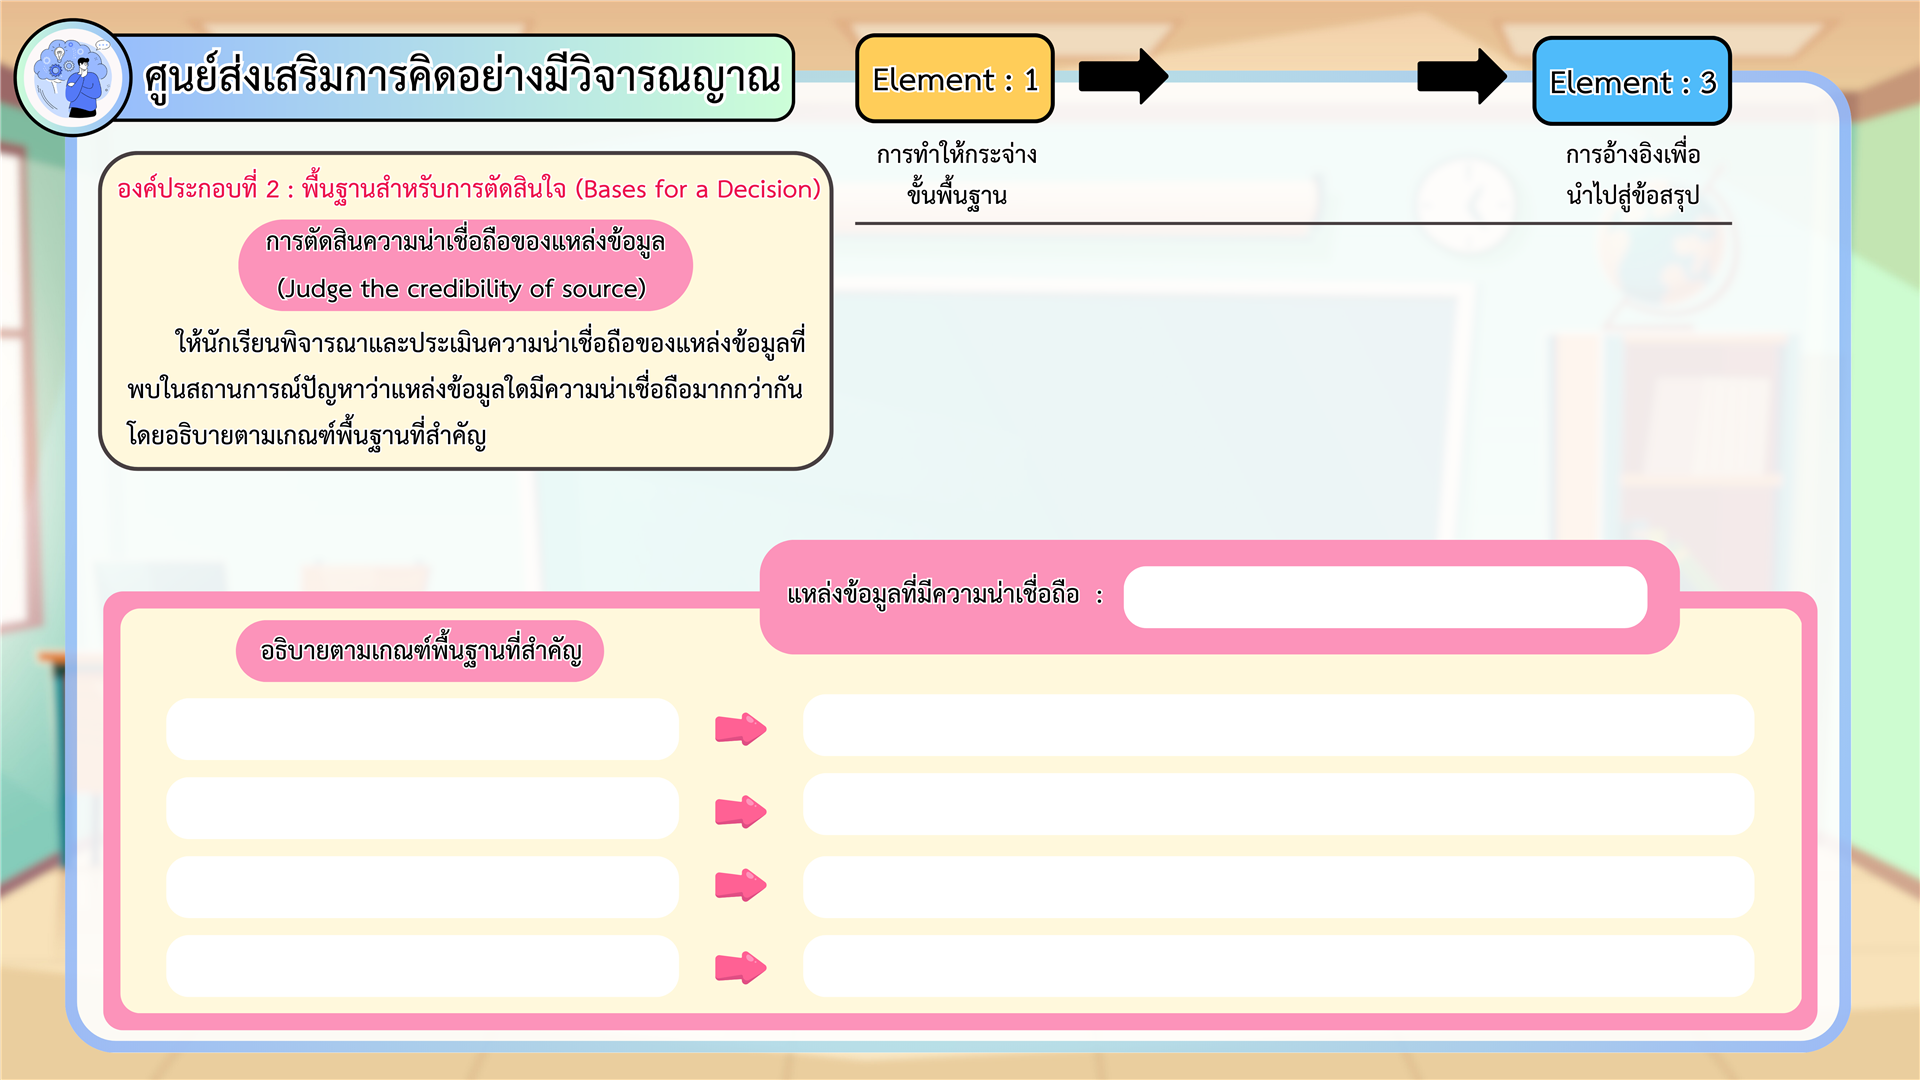 ศูนย์ส่งเสริมการคิดอย่างมีวิจารณญาณ
Element : 1
Element : 3
การทำให้กระจ่าง
ขั้นพื้นฐาน
การอ้างอิงเพื่อ
นำไปสู่ข้อสรุป
องค์ประกอบที่ 2 : พื้นฐานสำหรับการตัดสินใจ (Bases for a Decision)
การตัดสินความน่าเชื่อถือของแหล่งข้อมูล
(Judge the credibility of source)
ให้นักเรียนพิจารณาและประเมินความน่าเชื่อถือของแหล่งข้อมูลที่
พบในสถานการณ์ปัญหาว่าแหล่งข้อมูลใดมีความน่าเชื่อถือมากกว่ากัน
โดยอธิบายตามเกณฑ์พื้นฐานที่สำคัญ
แหล่งข้อมูลที่มีความน่าเชื่อถือ :
อธิบายตามเกณฑ์พื้นฐานที่สำคัญ